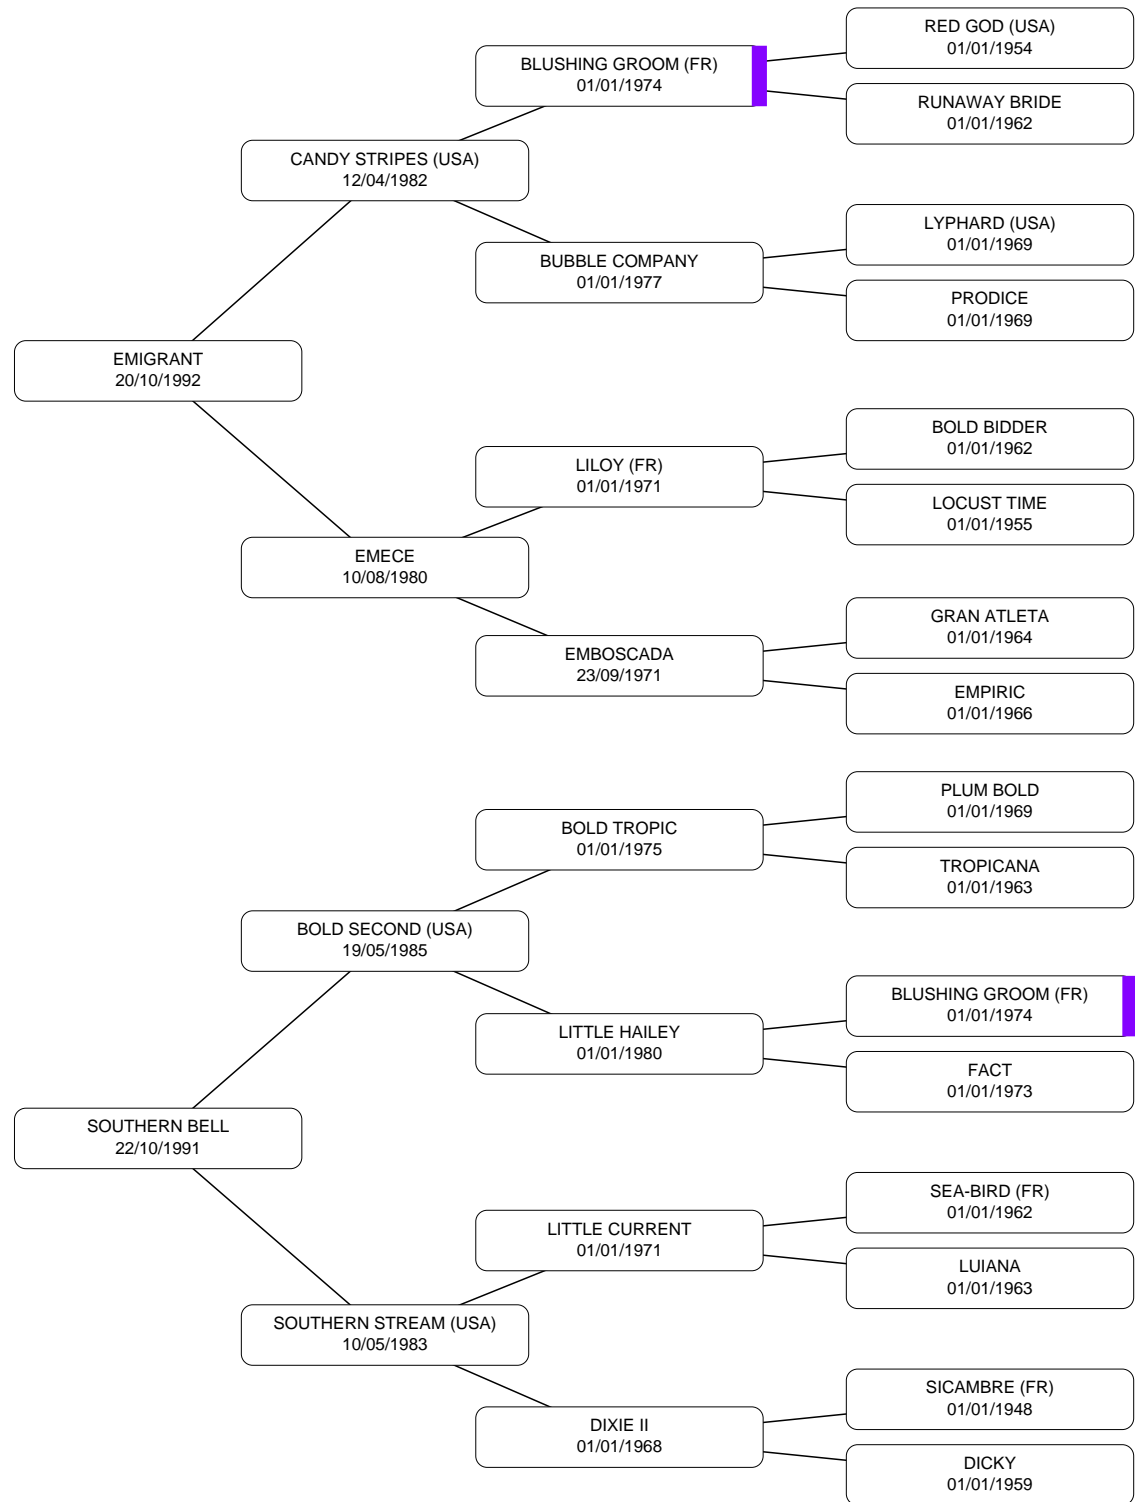 RED GOD (USA)
01/01/1954
BLUSHING GROOM (FR)
01/01/1974
RUNAWAY BRIDE
01/01/1962
CANDY STRIPES (USA)
12/04/1982
LYPHARD (USA)
01/01/1969
BUBBLE COMPANY
01/01/1977
PRODICE
01/01/1969
EMIGRANT
20/10/1992
BOLD BIDDER
01/01/1962
LILOY (FR)
01/01/1971
LOCUST TIME
01/01/1955
EMECE
10/08/1980
GRAN ATLETA
01/01/1964
EMBOSCADA
23/09/1971
EMPIRIC
01/01/1966
PLUM BOLD
01/01/1969
BOLD TROPIC
01/01/1975
TROPICANA
01/01/1963
BOLD SECOND (USA)
19/05/1985
BLUSHING GROOM (FR)
01/01/1974
LITTLE HAILEY
01/01/1980
FACT
01/01/1973
SOUTHERN BELL
22/10/1991
SEA-BIRD (FR)
01/01/1962
LITTLE CURRENT
01/01/1971
LUIANA
01/01/1963
SOUTHERN STREAM (USA)
10/05/1983
SICAMBRE (FR)
01/01/1948
DIXIE II
01/01/1968
DICKY
01/01/1959